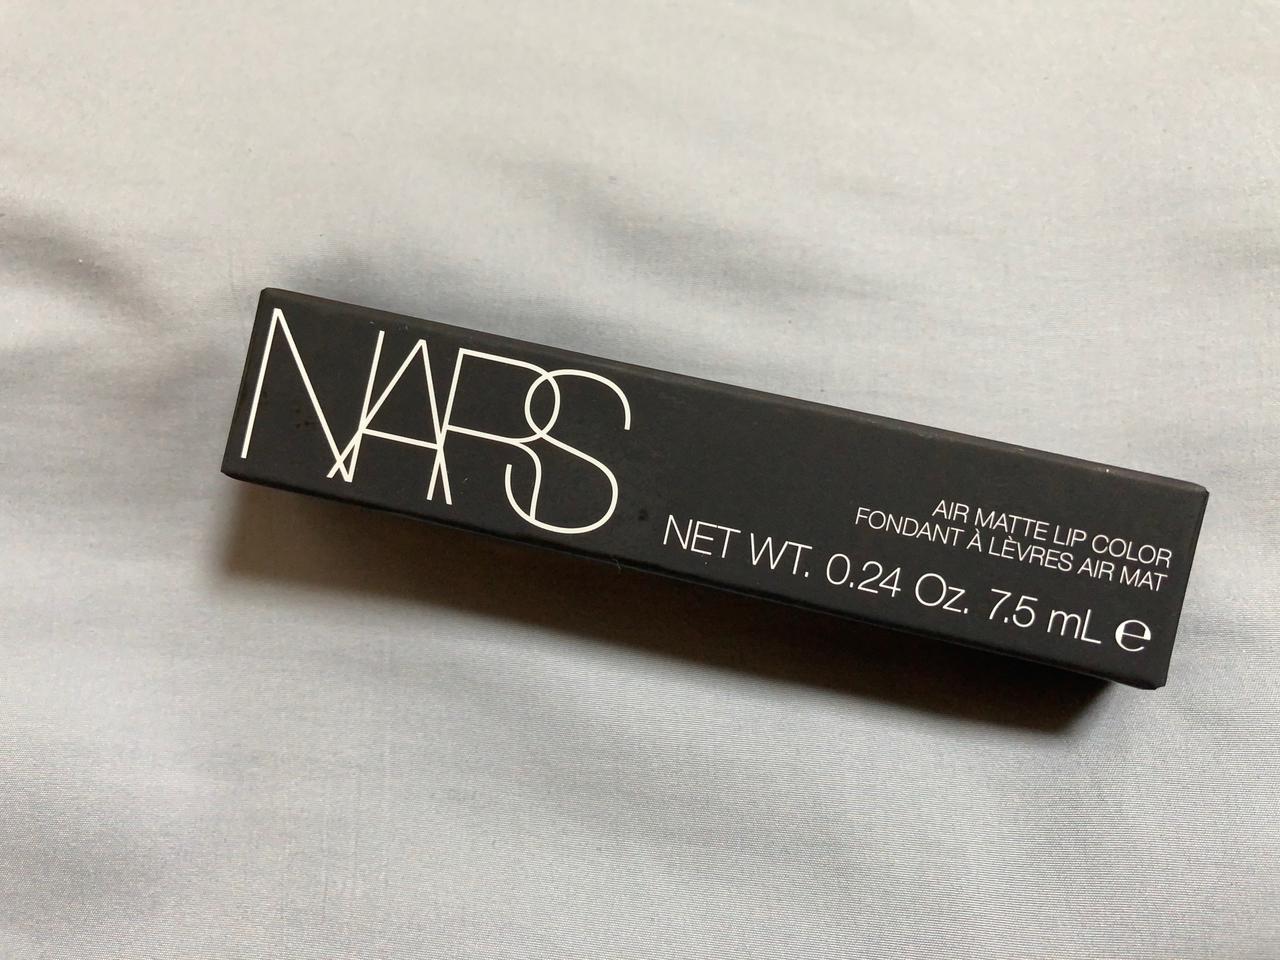 NARS
AIR MATTE LIP COLOR
FONDANT À LÈVRES AIR MAT
NET WT. 0.24 Oz. 7.5 mL ℮